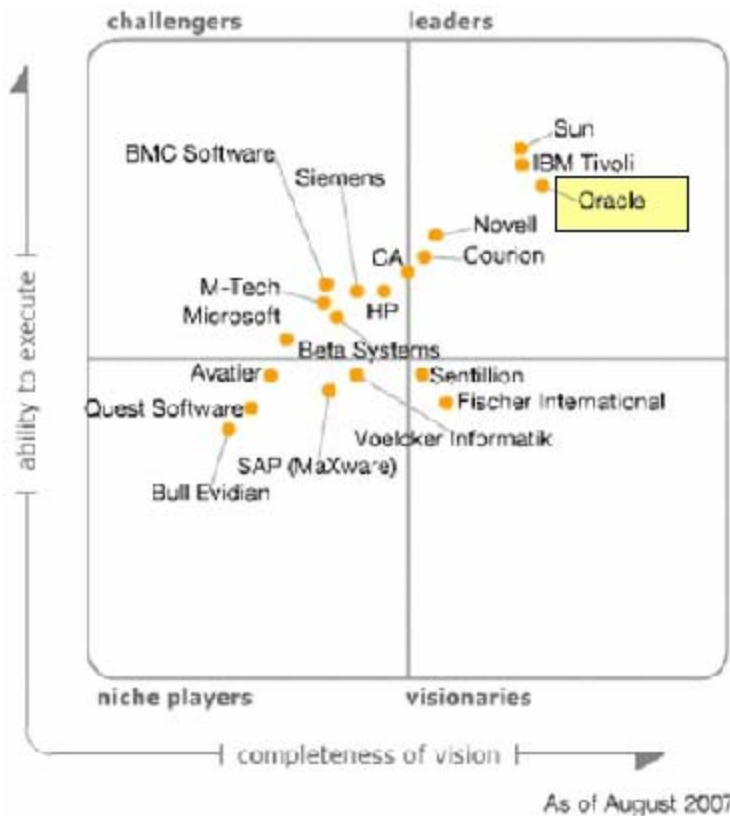 challengers
leaders
Sun
BMC Software
IBM Tivoli
Siemens
Oracle
Novell
CA
Courion
M-Tech
HP
Microsoft
Beta Systems
Avatier
Sentillion
Quest Software
Fischer International
Voelcker Informatik
SAP (MaXware)
Bull Evidian
ability to execute
niche players
visionaries
completeness of vision
As of August 2007